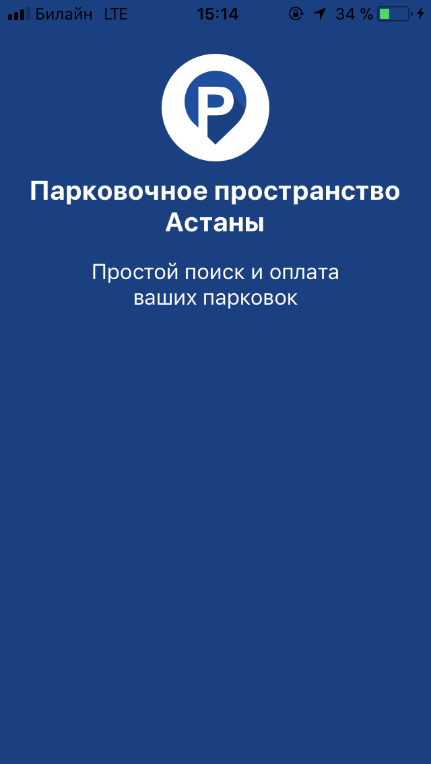 Билайн LTE 15:14 34 %
P
Парковочное пространство
Астаны
Простой поиск и оплата
ваших парковок